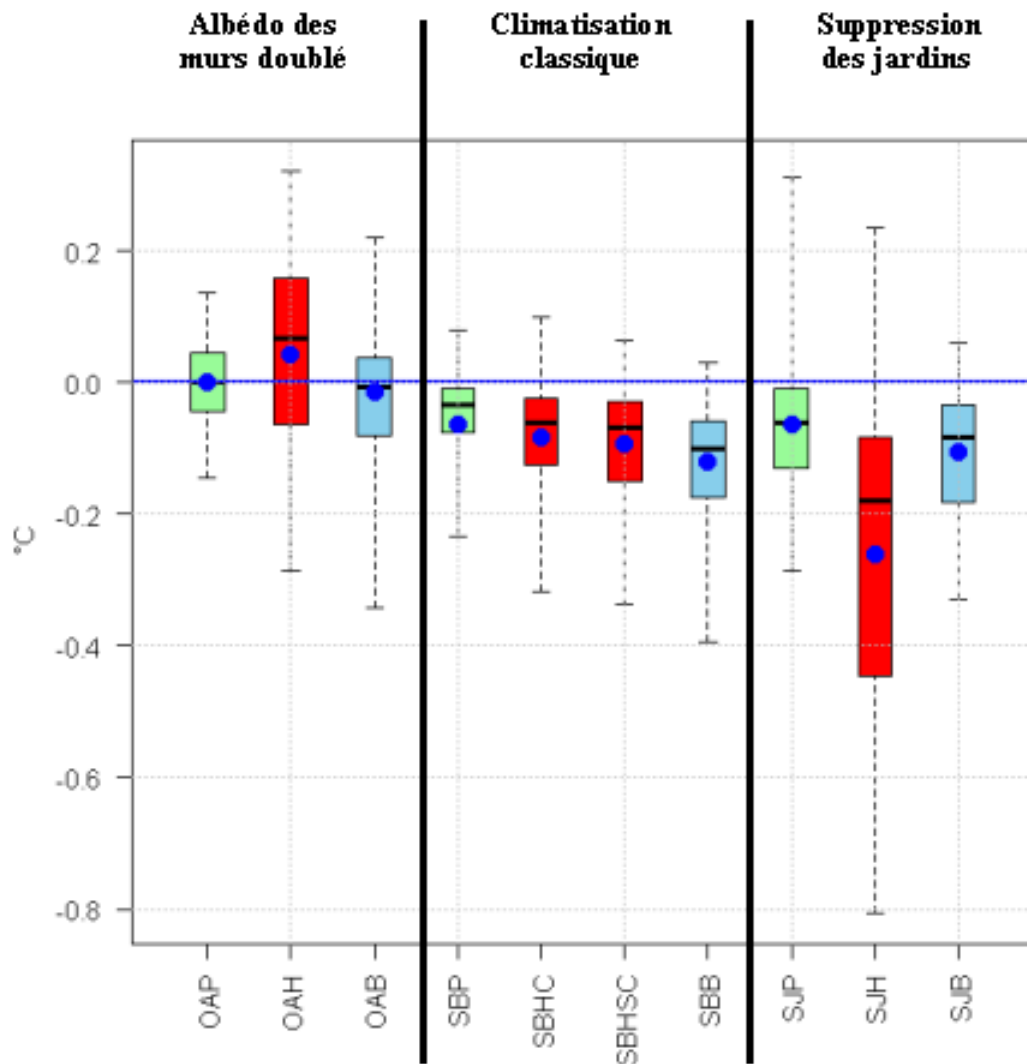 Albédo des
murs doublé
Climatisation
classique
Suppression
des jardins
0.2
0.0
-0.2
-0.4
-0.6
-0.8
°C
OAP
OAH
OAB
SBP
SBHC
SBHSC
SBB
SJP
SJH
SJB